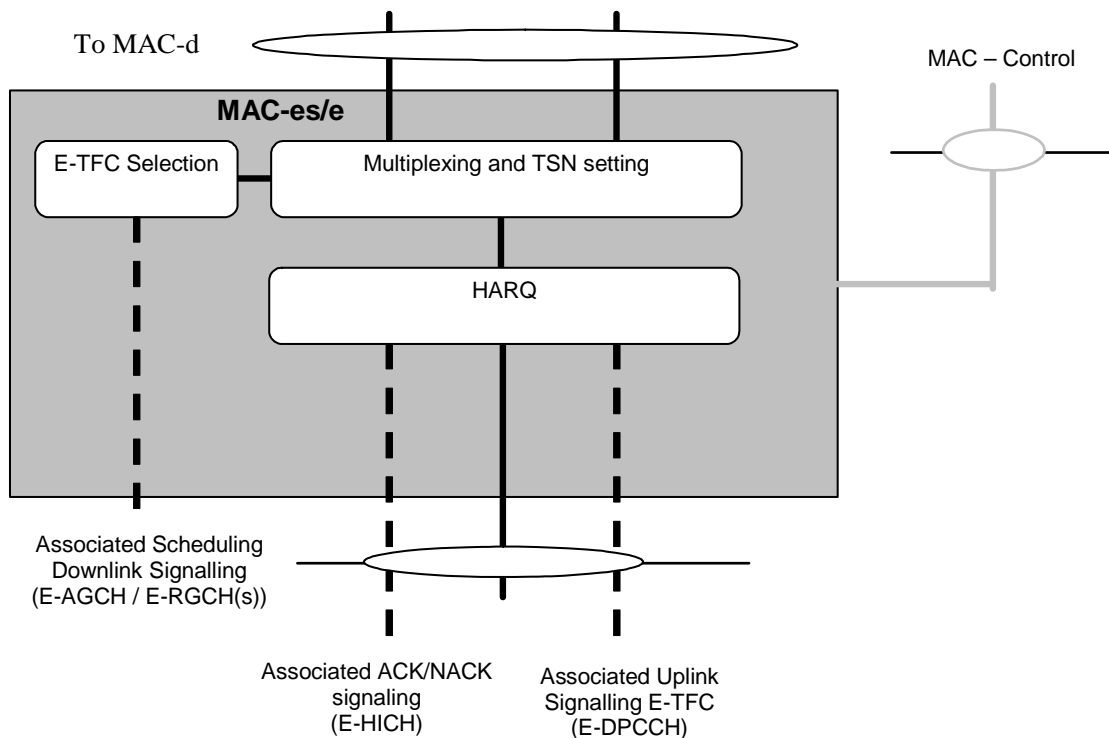 To MAC-d
MAC – Control
MAC-es/e
E-TFC Selection
Multiplexing and TSN setting
HARQ
Associated Scheduling
Downlink Signalling
(E-AGCH / E-RGCH(s))
Associated ACK/NACK
signaling
(E-HICH)
Associated Uplink
Signalling E-TFC
(E-DPCCH)